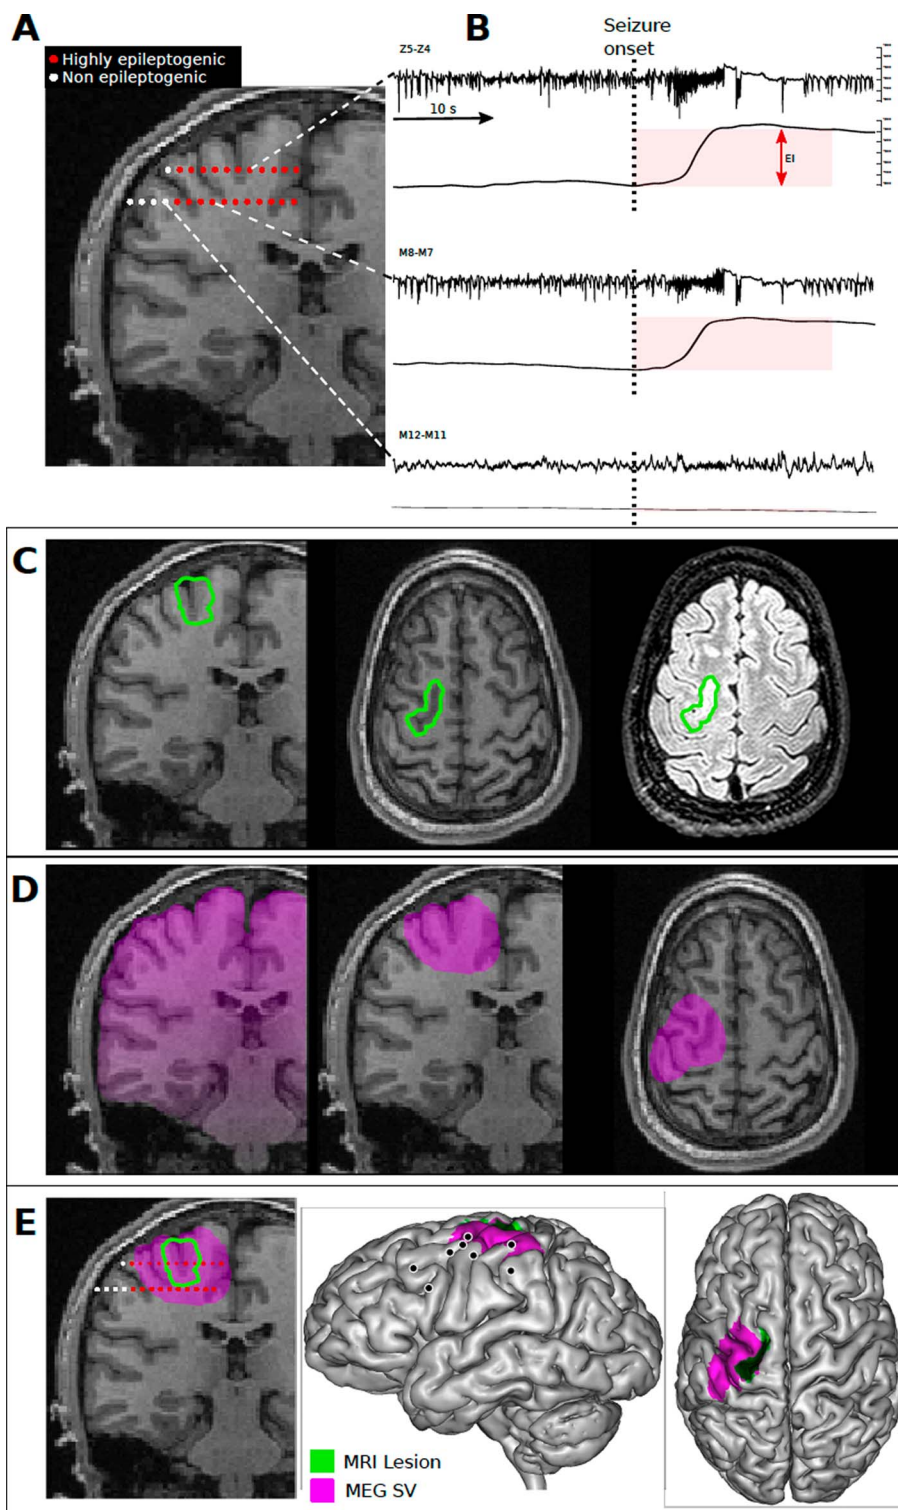 A
B
Seizure
onset
Highly epileptogenic
Non epileptogenic
Z5-Z4
10 s
EI
M8-M7
M12-M11
C
D
E
MRI Lesion
MEG SV